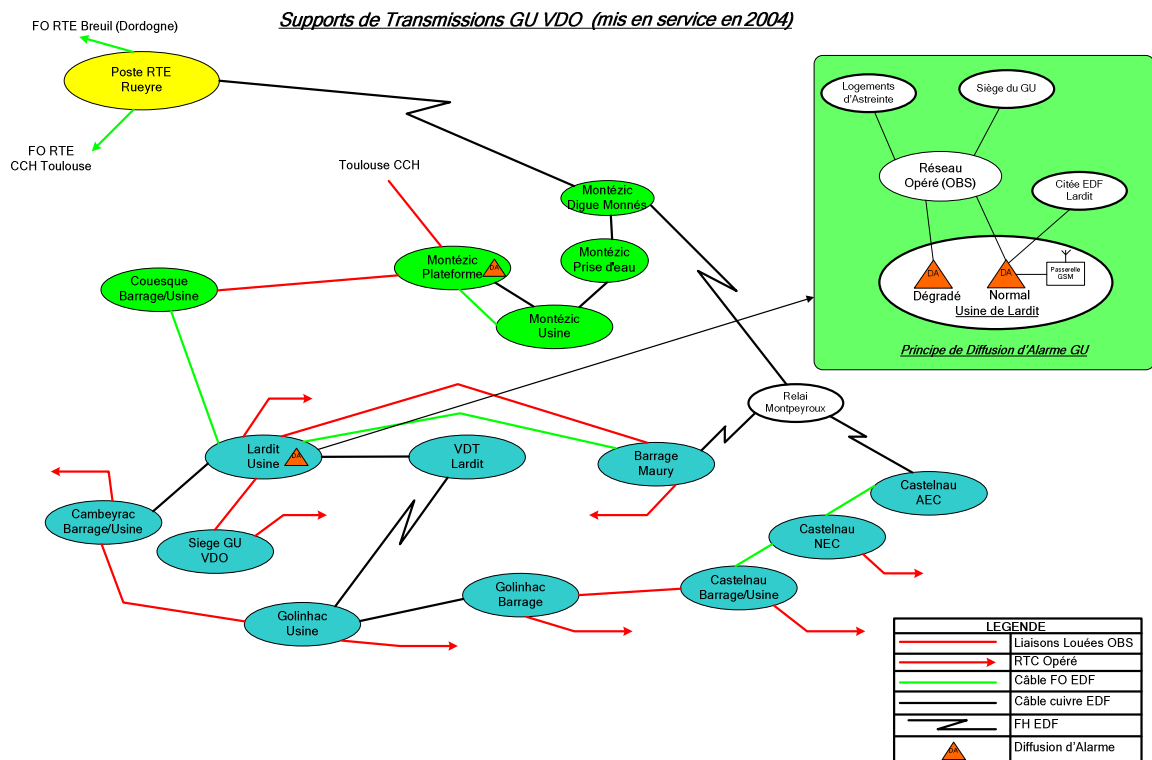 Supports de Transmissions GU VDO (mis en service en 2004)
FO RTE Breuil (Dordogne)
Poste RTE
Rueyre
FO RTE
CCH Toulouse
Toulouse CCH
Montézic
Digue Monnés
Montézic
Prise d'eau
Montézic
Plateforme
DA
Montézic
Usine
Couesque
Barrage/Usine
Logements
d'Astreinte
Siège du GU
Réseau
Opéré (OBS)
Citée EDF
Lardit
DA
Dégradé
DA
Normal
Passerelle
GSM
Usine de Lardit
Principe de Diffusion d'Alarme GU
Relai
Montpeyroux
Lardit
Usine
DA
VDT
Lardit
Barrage
Maury
Castelnau
AEC
Cambeyrac
Barrage/Usine
Siege GU
VDO
Castelnau
NEC
Golinhac
Usine
Golinhac
Barrage
Castelnau
Barrage/Usine
LEGENDE
Liaisons Louées OBS
RTC Opéré
Câble FO EDF
Câble cuivre EDF
FH EDF
DA
Diffusion d'Alarme